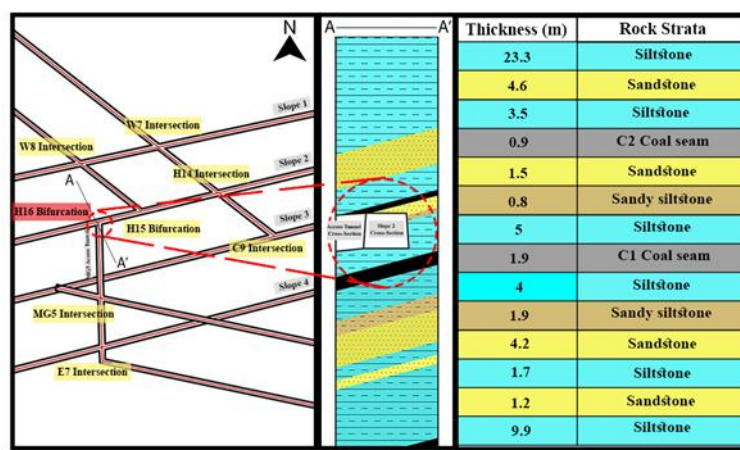 N
Slope 1
W7 Intersection
W8 Intersection
Slope 2
H14 Intersection
A
H16 Bifurcation
H15 Bifurcation
Slope 3
C9 Intersection
A'
MG5 Access Tunnel
Slope 4
MG5 Intersection
E7 Intersection
A A'
Access Tunnel
Cross-Section
Slope 2
Cross-Section
Thickness (m) Rock Strata
23.3 Siltstone
4.6 Sandstone
3.5 Siltstone
0.9 C2 Coal seam
1.5 Sandstone
0.8 Sandy siltstone
5 Siltstone
1.9 C1 Coal seam
4 Siltstone
1.9 Sandy siltstone
4.2 Sandstone
1.7 Siltstone
1.2 Sandstone
9.9 Siltstone